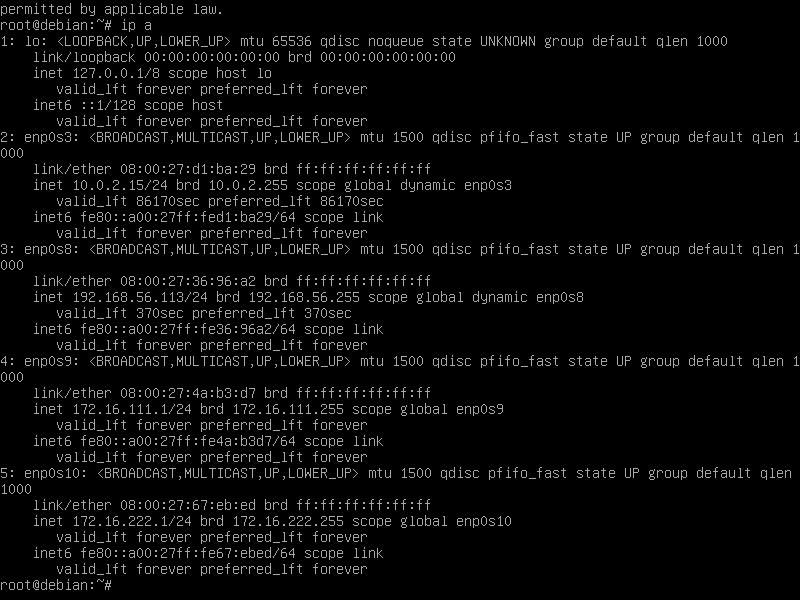 permitted by applicable law.
root@debian:~# ip a
1: lo: <LOOPBACK,UP,LOWER_UP> mtu 65536 qdisc noqueue state UNKNOWN group default qlen 1000
    link/loopback 00:00:00:00:00:00 brd 00:00:00:00:00:00
    inet 127.0.0.1/8 scope host lo
       valid_lft forever preferred_lft forever
    inet6 ::1/128 scope host
       valid_lft forever preferred_lft forever
2: enp0s3: <BROADCAST,MULTICAST,UP,LOWER_UP> mtu 1500 qdisc pfifo_fast state UP group default qlen 1
000
    link/ether 08:00:27:d1:ba:29 brd ff:ff:ff:ff:ff:ff
    inet 10.0.2.15/24 brd 10.0.2.255 scope global dynamic enp0s3
       valid_lft 86170sec preferred_lft 86170sec
    inet6 fe80::a00:27ff:fed1:ba29/64 scope link
       valid_lft forever preferred_lft forever
3: enp0s8: <BROADCAST,MULTICAST,UP,LOWER_UP> mtu 1500 qdisc pfifo_fast state UP group default qlen 1
000
    link/ether 08:00:27:36:96:a2 brd ff:ff:ff:ff:ff:ff
    inet 192.168.56.113/24 brd 192.168.56.255 scope global dynamic enp0s8
       valid_lft 370sec preferred_lft 370sec
    inet6 fe80::a00:27ff:fe36:96a2/64 scope link
       valid_lft forever preferred_lft forever
4: enp0s9: <BROADCAST,MULTICAST,UP,LOWER_UP> mtu 1500 qdisc pfifo_fast state UP group default qlen 1
000
    link/ether 08:00:27:4a:b3:d7 brd ff:ff:ff:ff:ff:ff
    inet 172.16.111.1/24 brd 172.16.111.255 scope global enp0s9
       valid_lft forever preferred_lft forever
    inet6 fe80::a00:27ff:fe4a:b3d7/64 scope link
       valid_lft forever preferred_lft forever
5: enp0s10: <BROADCAST,MULTICAST,UP,LOWER_UP> mtu 1500 qdisc pfifo_fast state UP group default qlen
1000
    link/ether 08:00:27:67:eb:ed brd ff:ff:ff:ff:ff:ff
    inet 172.16.222.1/24 brd 172.16.222.255 scope global enp0s10
       valid_lft forever preferred_lft forever
    inet6 fe80::a00:27ff:fe67:ebed/64 scope link
       valid_lft forever preferred_lft forever
root@debian:~#